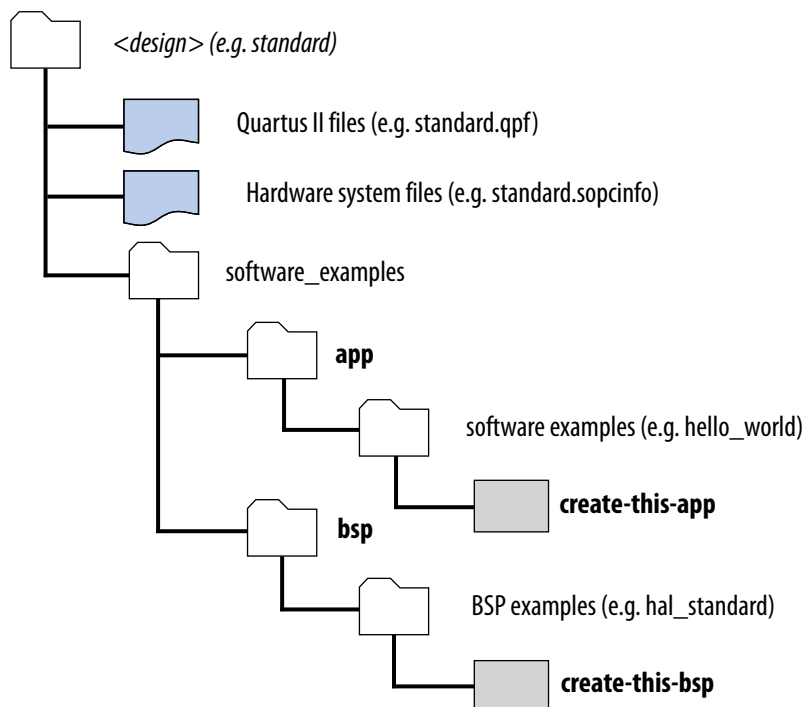 <design> (e.g. standard)
Quartus II files (e.g. standard.qpf)
Hardware system files (e.g. standard.sopcinfo)
software_examples
app
software examples (e.g. hello_world)
create-this-app
bsp
BSP examples (e.g. hal_standard)
create-this-bsp